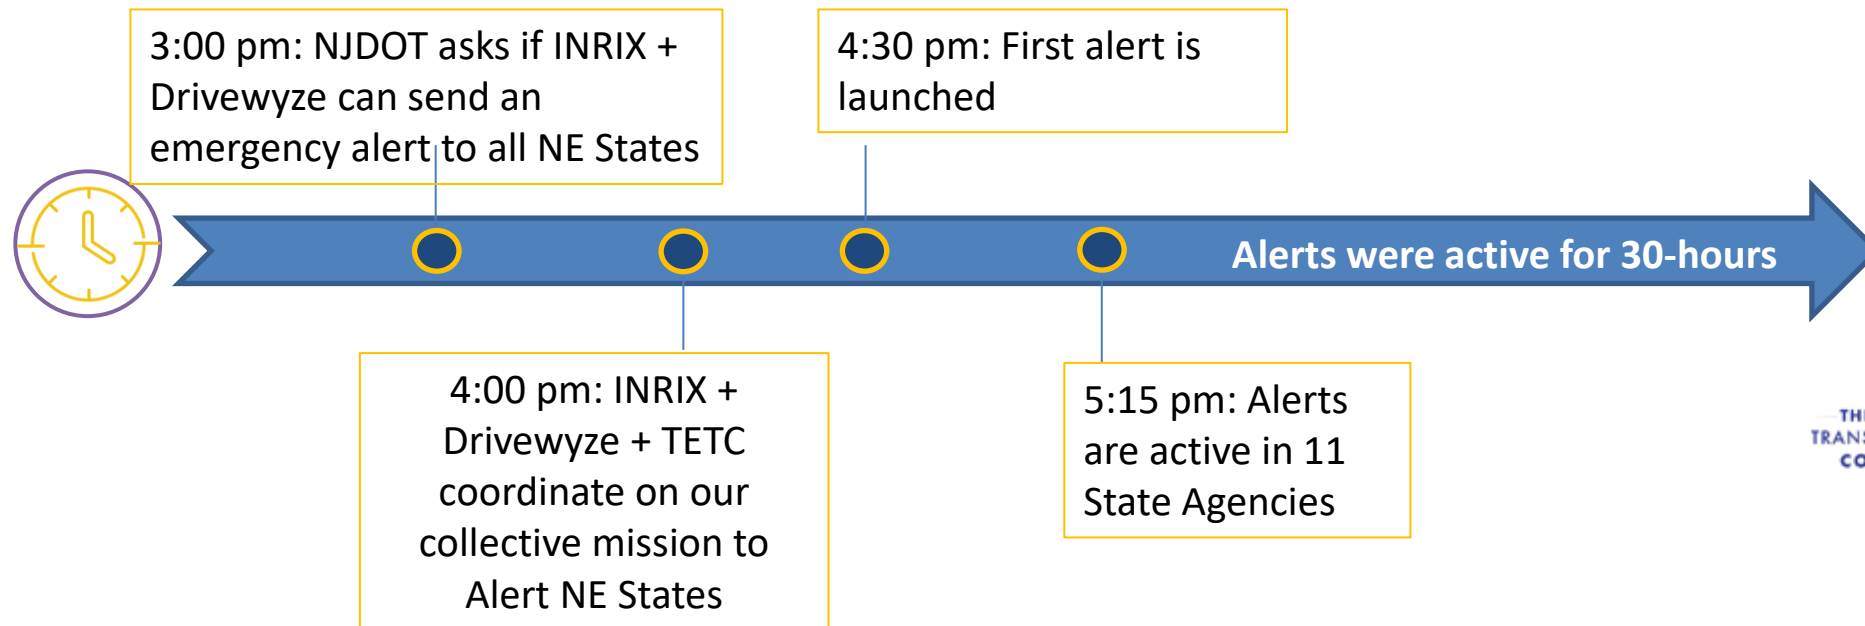 3:00 pm: NJDOT asks if INRIX +
Drivewyze can send an
emergency alert to all NE States
4:30 pm: First alert is
launched
Alerts were active for 30-hours
4:00 pm: INRIX +
Drivewyze + TETC
coordinate on our
collective mission to
Alert NE States
5:15 pm: Alerts
are active in 11
State Agencies